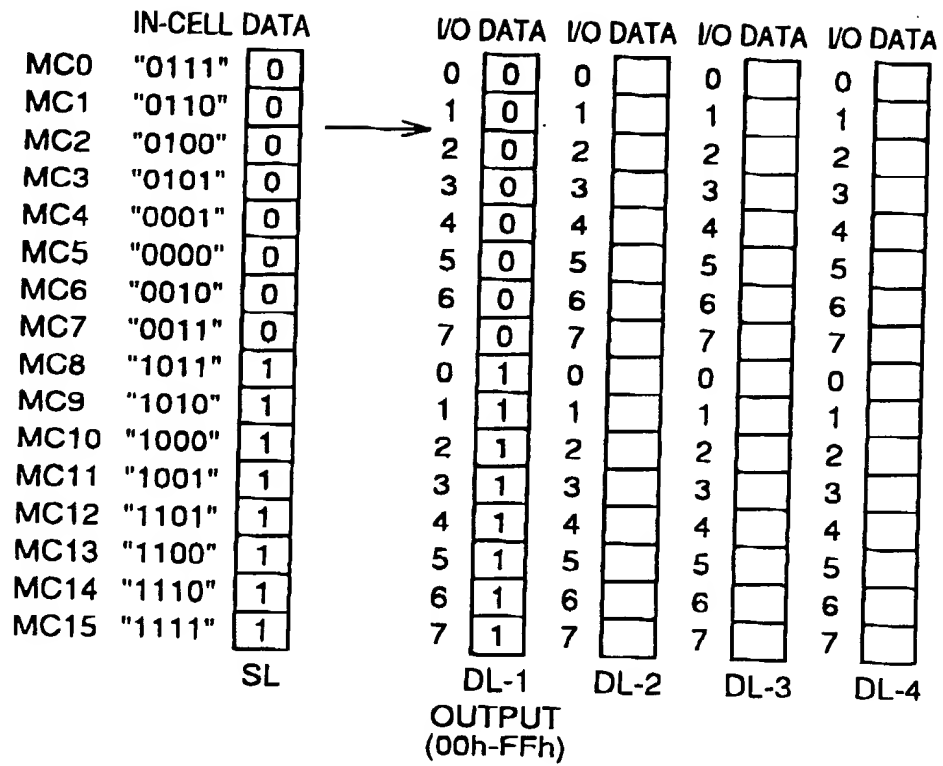 IN-CELL DATA I/O DATA I/O DATA I/O DATA I/O DATA
MC0 "0111" 0 0 0 0 0 0
MC1 "0110" 0 1 0 1 1 1
MC2 "0100" 0 2 0 2 2 2
MC3 "0101" 0 3 0 3 3 3
MC4 "0001" 0 4 0 4 4 4
MC5 "0000" 0 5 0 5 5 5
MC6 "0010" 0 6 0 6 6 6
MC7 "0011" 0 7 0 7 7 7
MC8 "1011" 1 0 1 0 0 0
MC9 "1010" 1 1 1 1 1 1
MC10 "1000" 1 2 1 2 2 2
MC11 "1001" 1 3 1 3 3 3
MC12 "1101" 1 4 1 4 4 4
MC13 "1100" 1 5 1 5 5 5
MC14 "1110" 1 6 1 6 6 6
MC15 "1111" 1 7 1 7 7 7
SL DL-1 DL-2 DL-3 DL-4
OUTPUT
(00h-FFh)